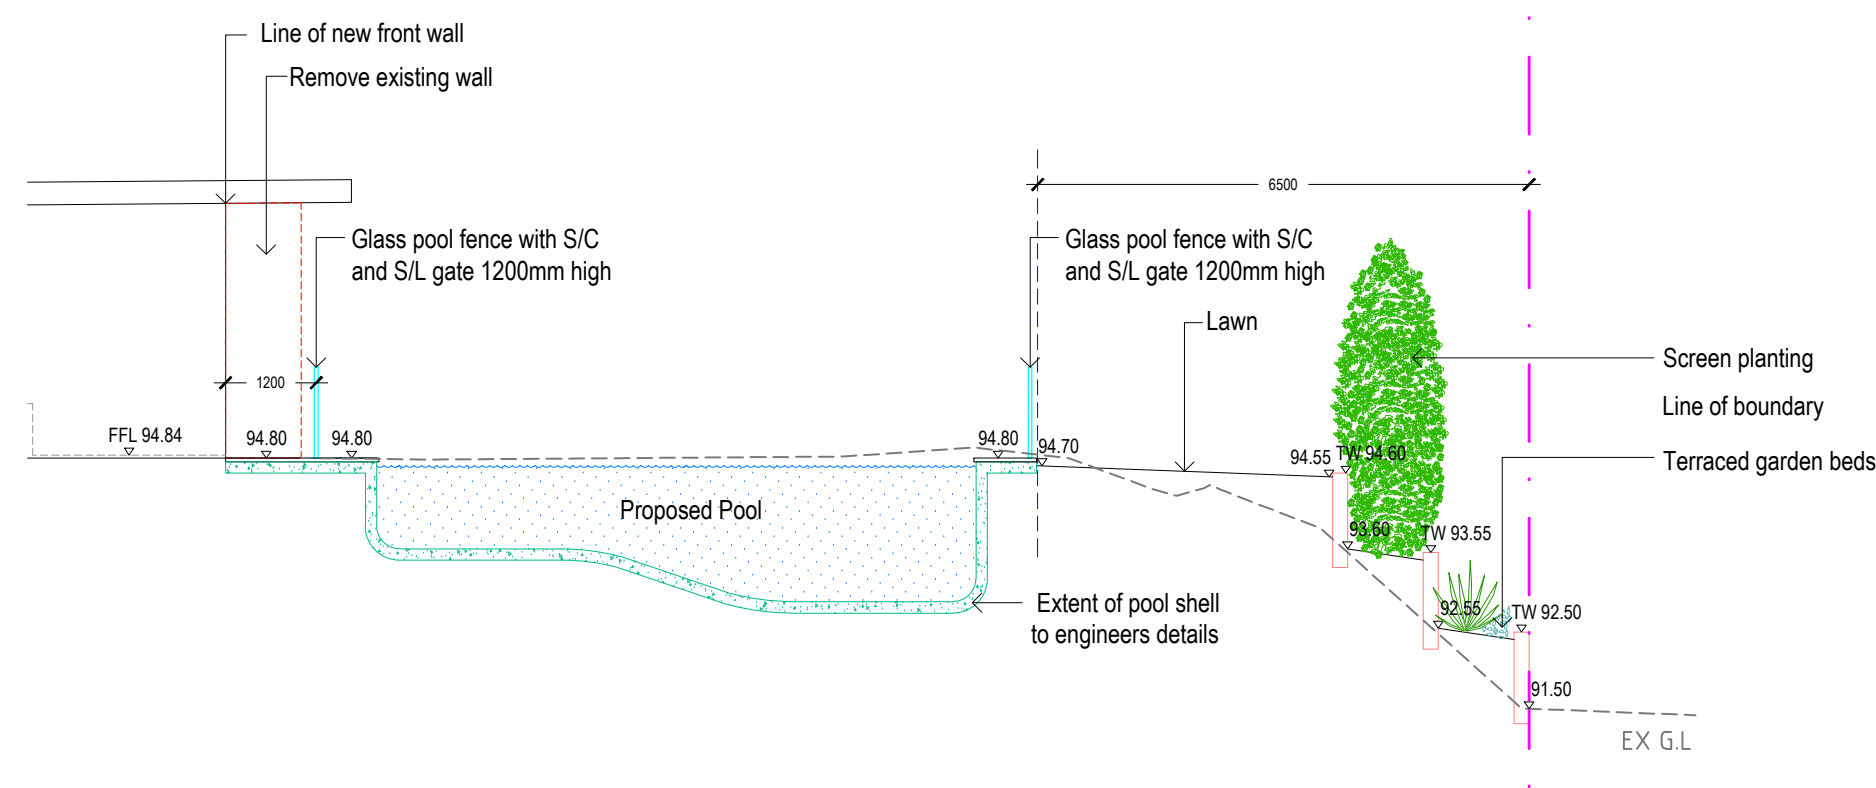 Line of new front wall
Remove existing wall
6500
Glass pool fence with S/C
and S/L gate 1200mm high
Glass pool fence with S/C
and S/L gate 1200mm high
Lawn
Screen planting
1200
Line of boundary
FFL 94.84
94.80
94.80
94.80
94.70
94.55
TW 94.60
Terraced garden beds
Proposed Pool
93.60
TW 93.55
Extent of pool shell
to engineers details
92.55
TW 92.50
91.50
EX G.L